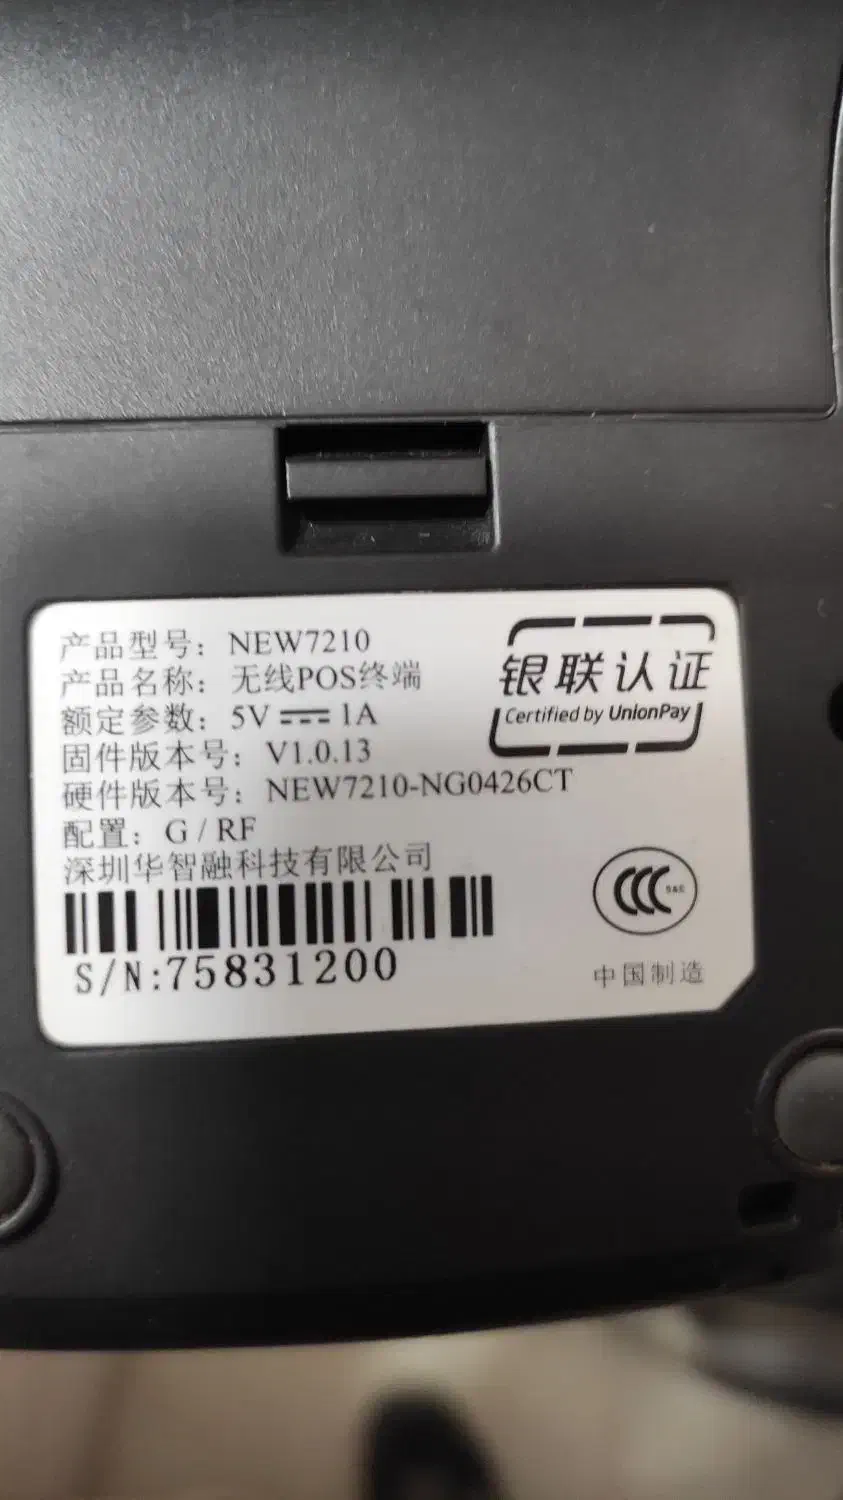 产品型号：NEW7210
产品名称：无线POS终端
额定参数：5V 1A
固件版本号：V1.0.13
硬件版本号：NEW7210-NG0426CT
配置：G / RF
深圳华智融科技有限公司
S/N:75831200
银联认证
Certified by UnionPay
CCC S&E
中国制造